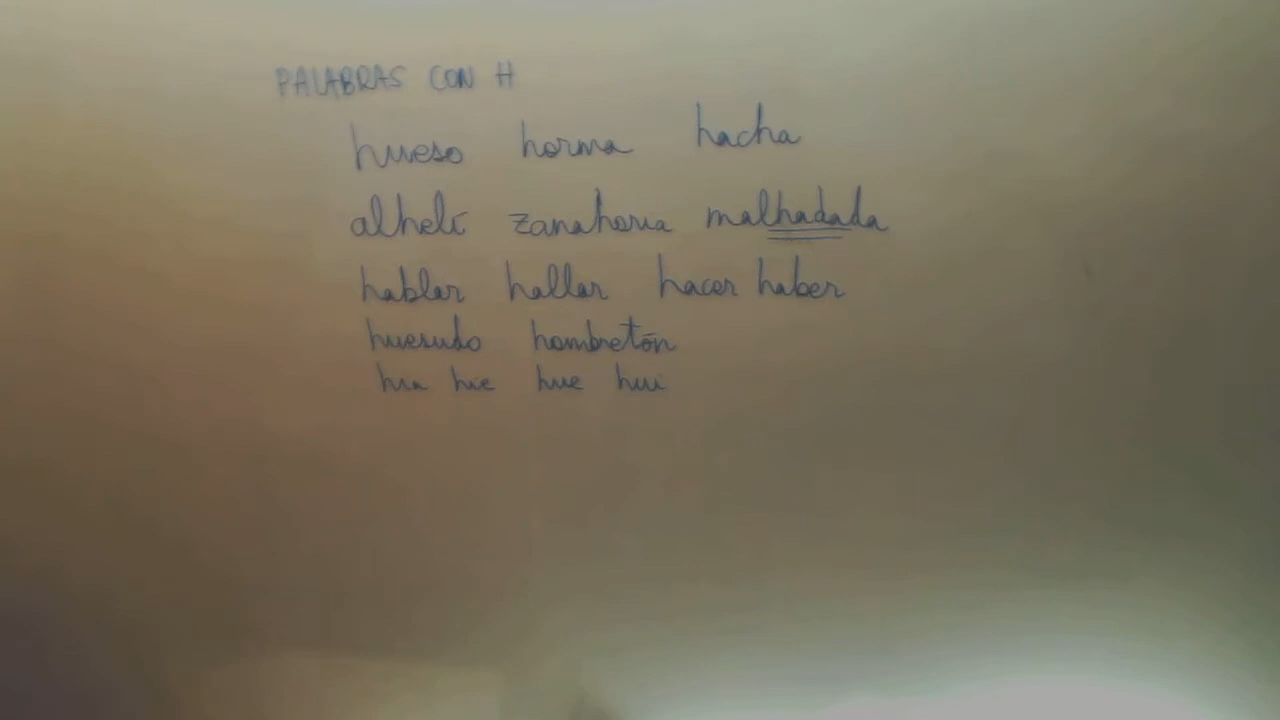 PALABRAS CON H
hueso horma hacha
alhelí zanahoria malhadada
hablar hallar hacer haber
huesudo hombretón
hia hie hue hui